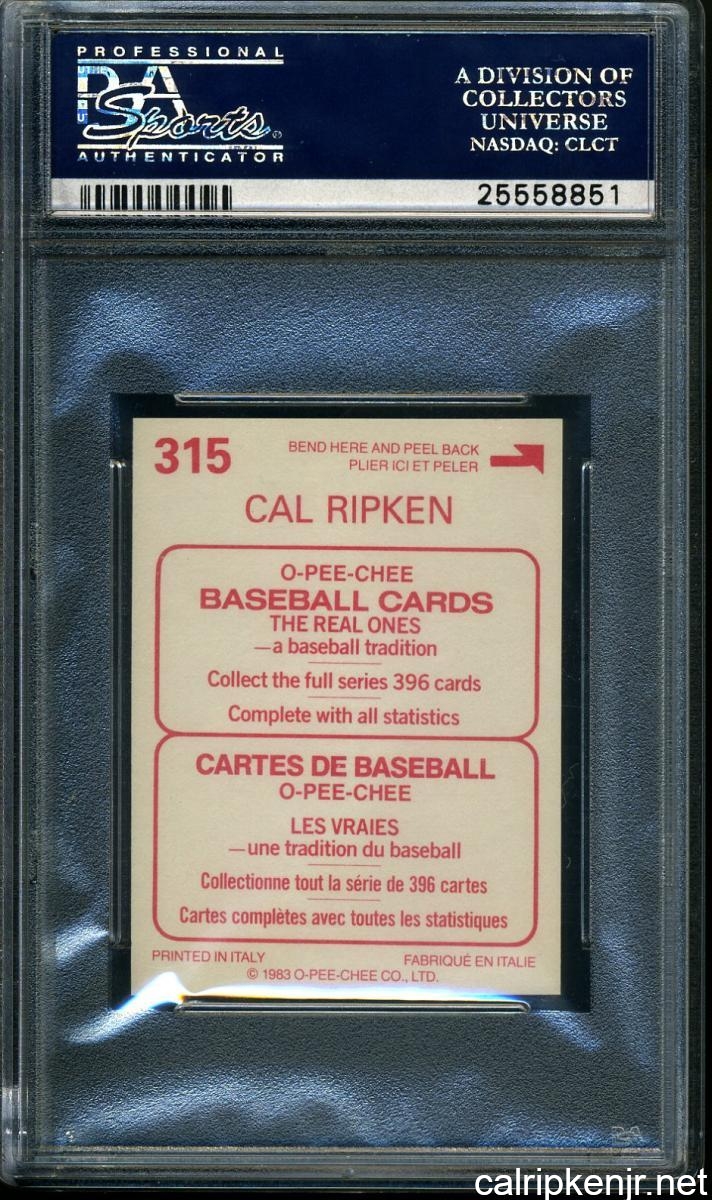 PROFESSIONAL
PSA
Sports
AUTHENTICATOR
A DIVISION OF
COLLECTORS
UNIVERSE
NASDAQ: CLCT
25558851
315
BEND HERE AND PEEL BACK
PLIER ICI ET PELER
CAL RIPKEN
O-PEE-CHEE
BASEBALL CARDS
THE REAL ONES
—a baseball tradition
Collect the full series 396 cards
Complete with all statistics
CARTES DE BASEBALL
O-PEE-CHEE
LES VRAIES
—une tradition du baseball
Collectionne tout la série de 396 cartes
Cartes complètes avec toutes les statistiques
PRINTED IN ITALY
FABRIQUÉ EN ITALIE
© 1983 O-PEE-CHEE CO., LTD.
calripkenjr.net